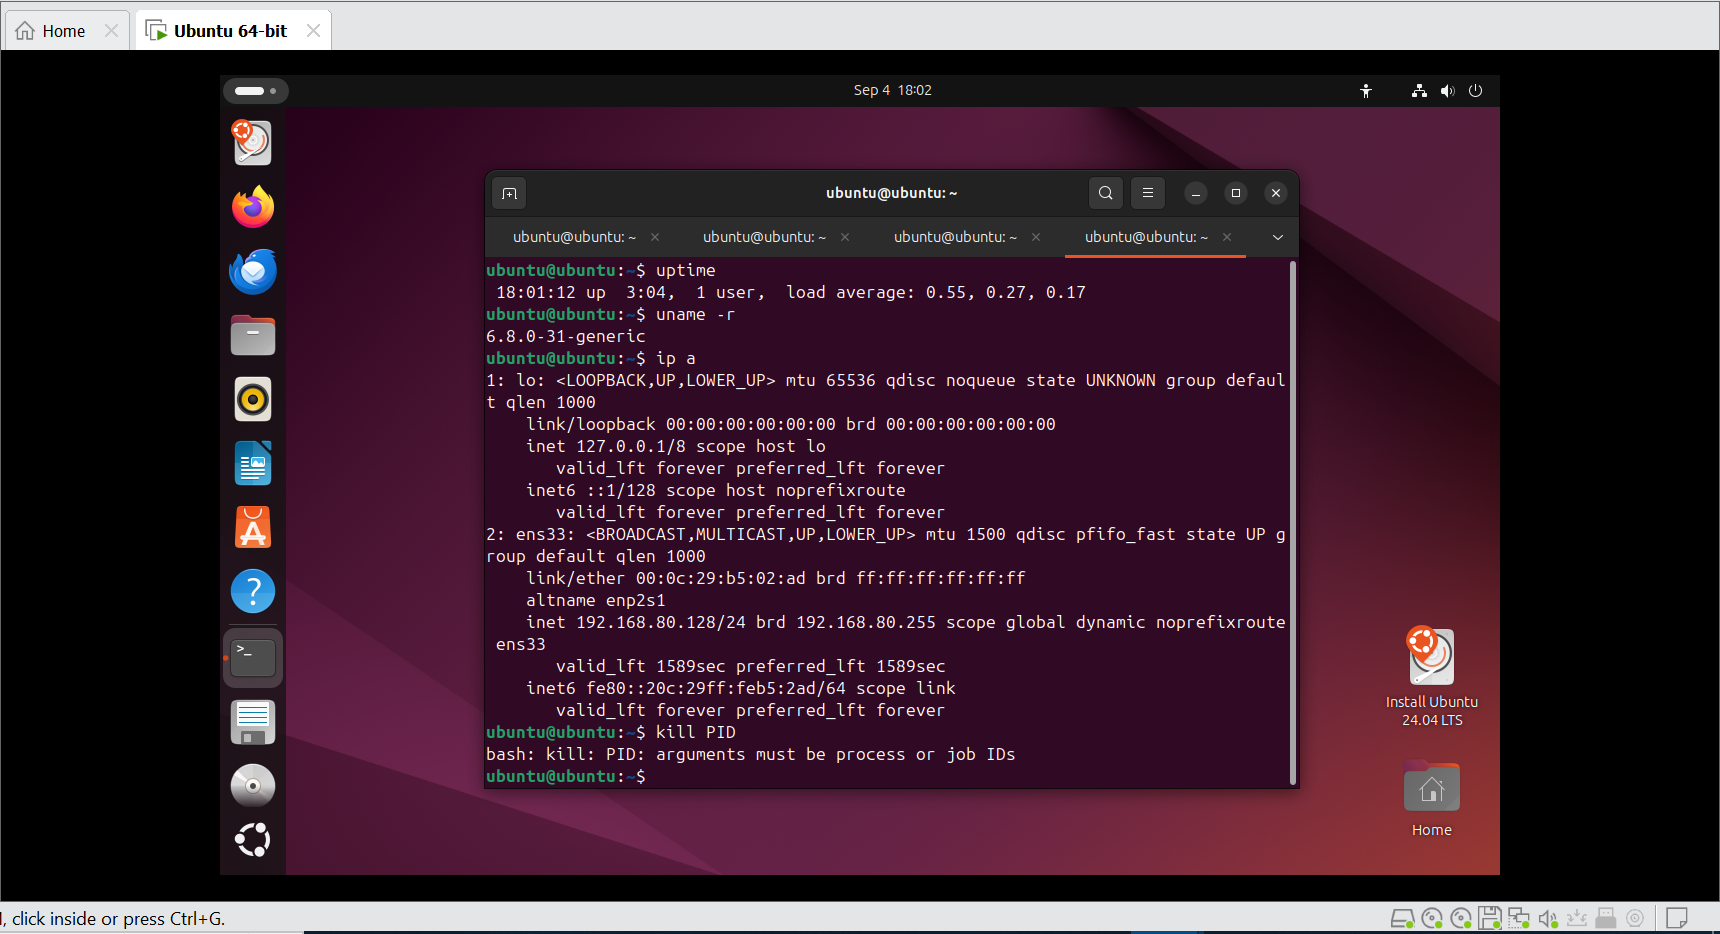 Home
Ubuntu 64-bit
Sep 4 18:02
ubuntu@ubuntu: ~
ubuntu@ubuntu: ~
ubuntu@ubuntu: ~
ubuntu@ubuntu: ~
ubuntu@ubuntu: ~
ubuntu@ubuntu:~$ uptime
 18:01:12 up  3:04,  1 user,  load average: 0.55, 0.27, 0.17
ubuntu@ubuntu:~$ uname -r
6.8.0-31-generic
ubuntu@ubuntu:~$ ip a
1: lo: <LOOPBACK,UP,LOWER_UP> mtu 65536 qdisc noqueue state UNKNOWN group defaul
t qlen 1000
    link/loopback 00:00:00:00:00:00 brd 00:00:00:00:00:00
    inet 127.0.0.1/8 scope host lo
       valid_lft forever preferred_lft forever
    inet6 ::1/128 scope host noprefixroute
       valid_lft forever preferred_lft forever
2: ens33: <BROADCAST,MULTICAST,UP,LOWER_UP> mtu 1500 qdisc pfifo_fast state UP g
roup default qlen 1000
    link/ether 00:0c:29:b5:02:ad brd ff:ff:ff:ff:ff:ff
    altname enp2s1
    inet 192.168.80.128/24 brd 192.168.80.255 scope global dynamic noprefixroute
 ens33
       valid_lft 1589sec preferred_lft 1589sec
    inet6 fe80::20c:29ff:feb5:2ad/64 scope link
       valid_lft forever preferred_lft forever
ubuntu@ubuntu:~$ kill PID
bash: kill: PID: arguments must be process or job IDs
ubuntu@ubuntu:~$
Install Ubuntu
24.04 LTS
Home
, click inside or press Ctrl+G.